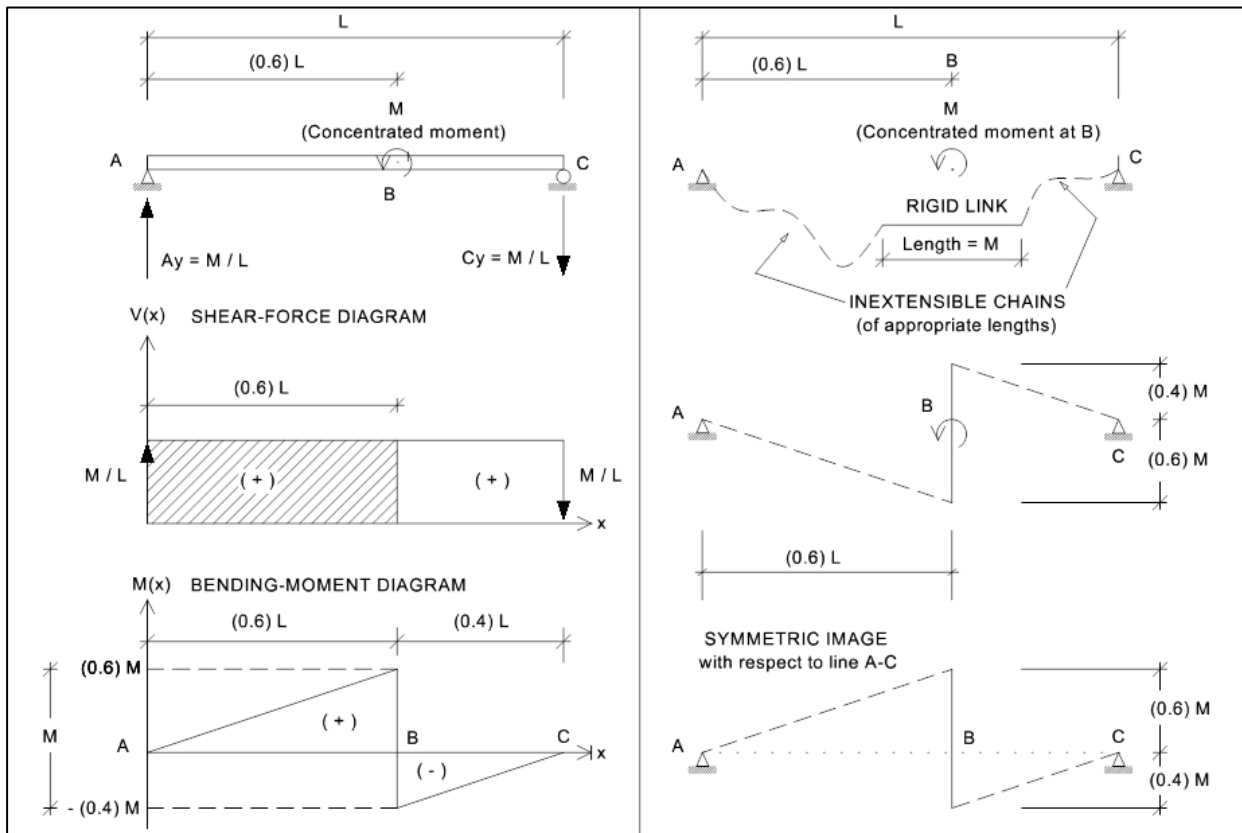 L
(0.6) L
M
(Concentrated moment)
A
C
B
Ay = M / L
Cy = M / L
V(x)
SHEAR-FORCE DIAGRAM
(0.6) L
M / L
( + )
( + )
M / L
x
M(x)
BENDING-MOMENT DIAGRAM
(0.6) L
(0.4) L
(0.6) M
M
( + )
A
B
C
x
( - )
- (0.4) M
L
(0.6) L
B
M
(Concentrated moment at B)
A
C
RIGID LINK
Length = M
INEXTENSIBLE CHAINS
(of appropriate lengths)
(0.4) M
A
B
C
(0.6) M
(0.6) L
SYMMETRIC IMAGE
with respect to line A-C
(0.6) M
A
B
C
(0.4) M